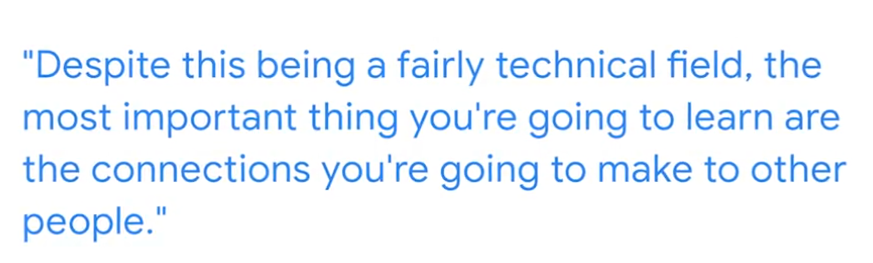 "Despite this being a fairly technical field, the
most important thing you're going to learn are
the connections you're going to make to other
people."